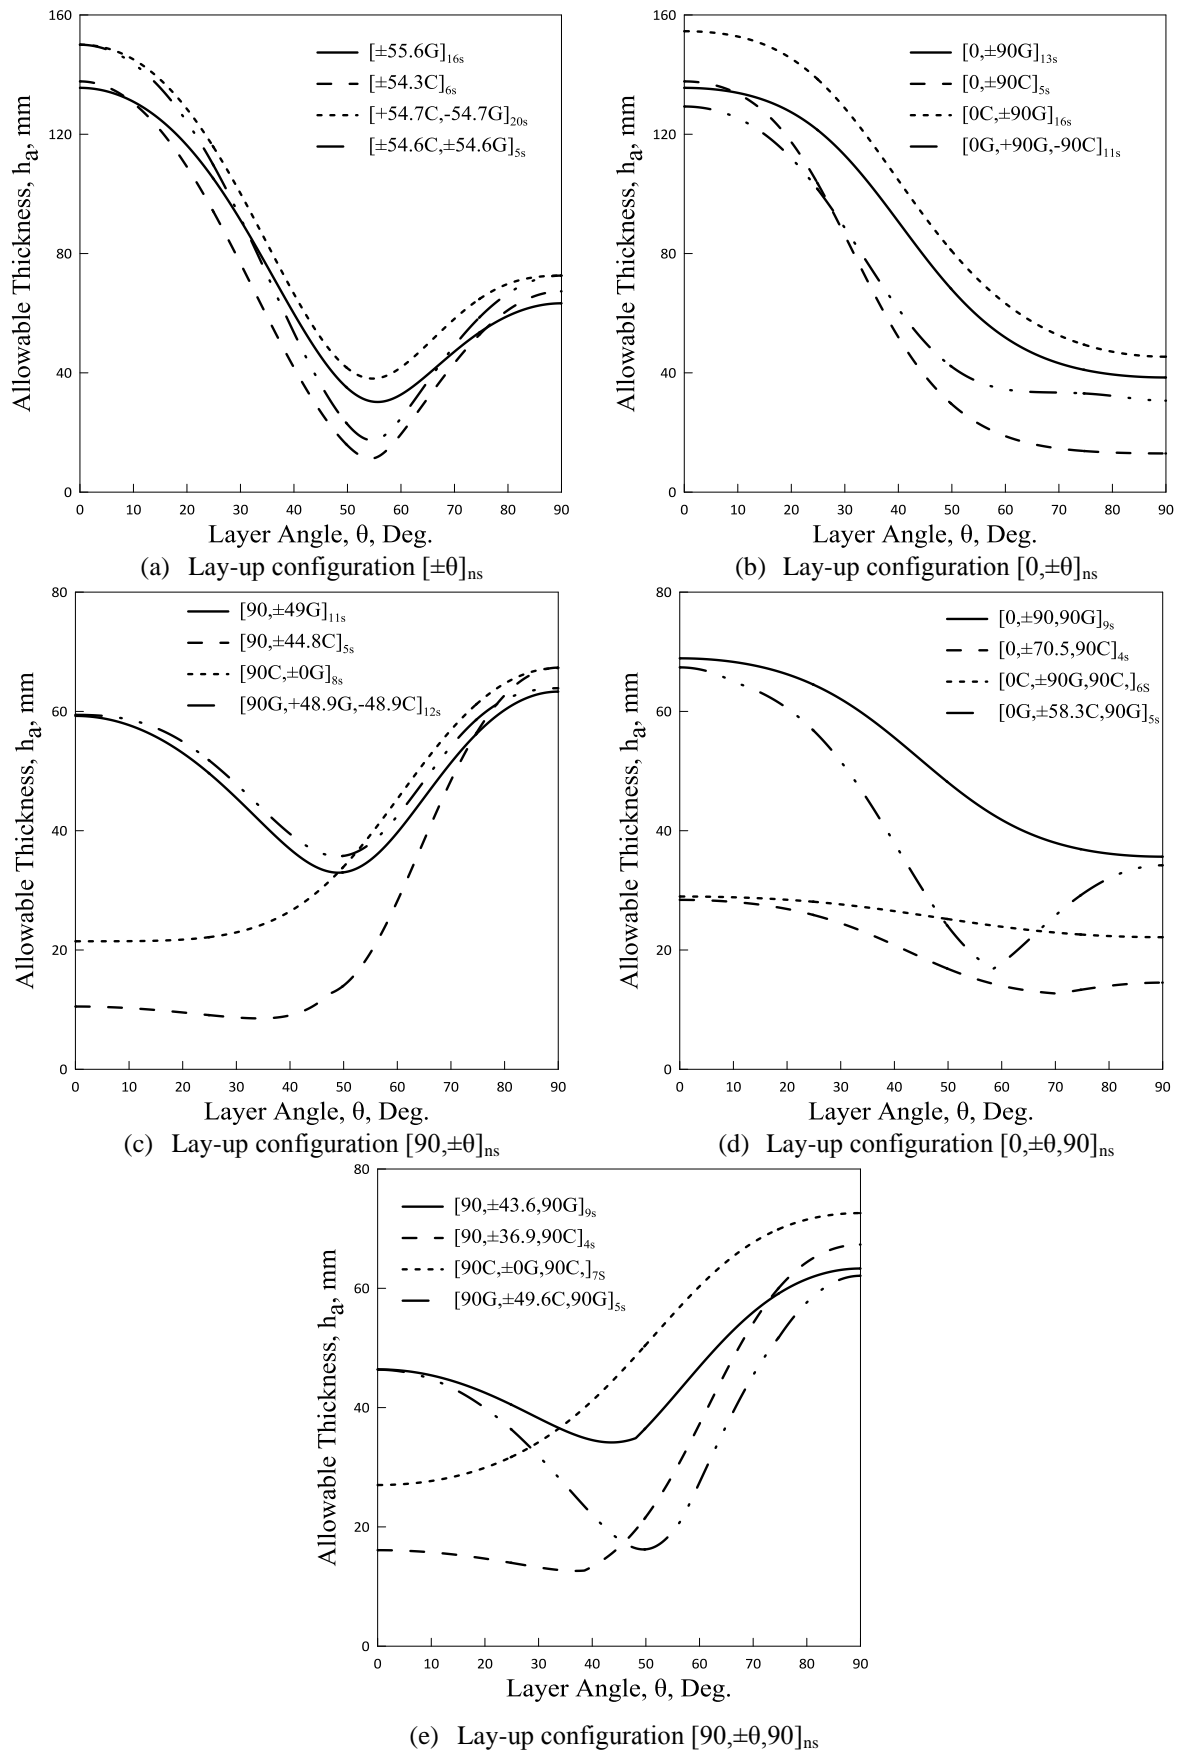 160
120
80
40
0
Allowable Thickness, hₐ, mm
[±55.6G]₁₆ₛ
[±54.3C]₆ₛ
[+54.7C,-54.7G]₂₀ₛ
[±54.6C,±54.6G]₅ₛ
0 10 20 30 40 50 60 70 80 90
Layer Angle, θ, Deg.
(a) Lay-up configuration [±θ]ₙₛ
160
120
80
40
0
Allowable Thickness, hₐ, mm
[0,±90G]₁₃ₛ
[0,±90C]₅ₛ
[0C,±90G]₁₆ₛ
[0G,+90G,-90C]₁₁ₛ
0 10 20 30 40 50 60 70 80 90
Layer Angle, θ, Deg.
(b) Lay-up configuration [0,±θ]ₙₛ
80
60
40
20
0
Allowable Thickness, hₐ, mm
[90,±49G]₁₁ₛ
[90,±44.8C]₅ₛ
[90C,±0G]₈ₛ
[90G,+48.9G,-48.9C]₁₂ₛ
0 10 20 30 40 50 60 70 80 90
Layer Angle, θ, Deg.
(c) Lay-up configuration [90,±θ]ₙₛ
80
60
40
20
0
Allowable Thickness, hₐ, mm
[0,±90,90G]₉ₛ
[0,±70.5,90C]₄ₛ
[0C,±90G,90C,]₆S
[0G,±58.3C,90G]₅ₛ
0 10 20 30 40 50 60 70 80 90
Layer Angle, θ, Deg.
(d) Lay-up configuration [0,±θ,90]ₙₛ
80
60
40
20
0
Allowable Thickness, hₐ, mm
[90,±43.6,90G]₉ₛ
[90,±36.9,90C]₄ₛ
[90C,±0G,90C,]₇S
[90G,±49.6C,90G]₅ₛ
0 10 20 30 40 50 60 70 80 90
Layer Angle, θ, Deg.
(e) Lay-up configuration [90,±θ,90]ₙₛ